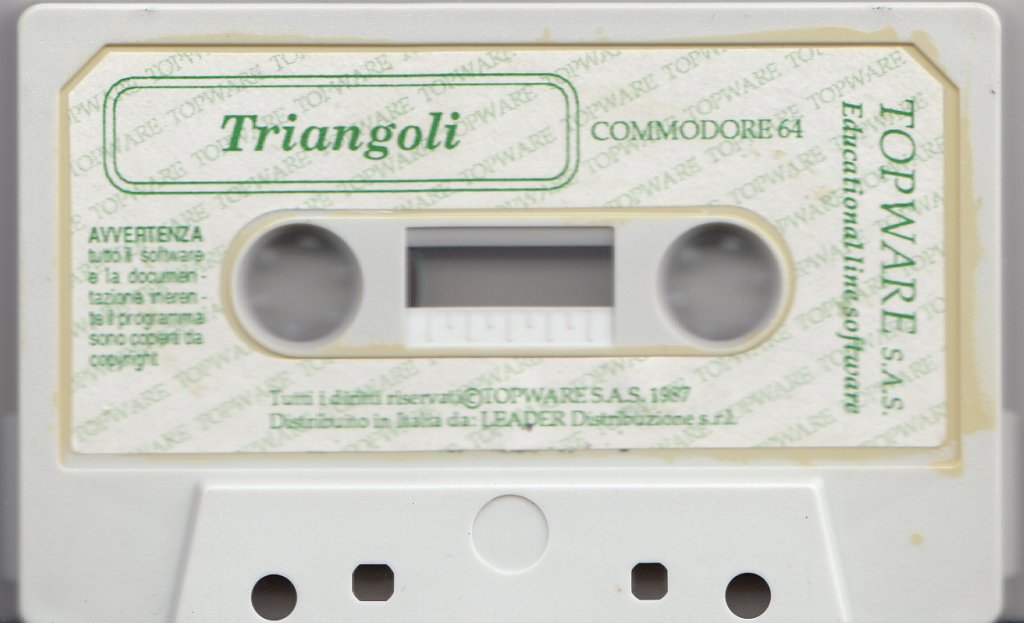 Triangoli
COMMODORE 64
TOPWARE S.A.S.
Educational line software
AVVERTENZA
tutto il software
e la documen-
tazione ineren-
te il programma
sono coperti da
copyright
Tutti i diritti riservati © TOPWARE S.A.S. 1987
Distribuito in Italia da: LEADER Distribuzione s.r.l.